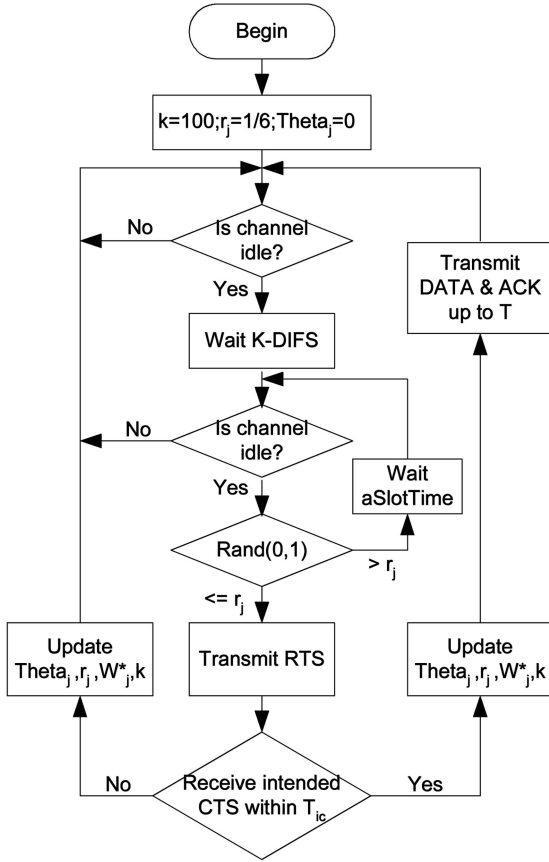 Begin
k=100;rj=1/6;Thetaj=0
Is channel
idle?
No
Yes
Transmit
DATA & ACK
up to T
Wait K-DIFS
Is channel
idle?
No
Yes
Wait
aSlotTime
Rand(0,1)
> rj
<= rj
Update
Thetaj,rj,W*j,k
Transmit RTS
Update
Thetaj,rj,W*j,k
No
Receive intended
CTS within Tic
Yes